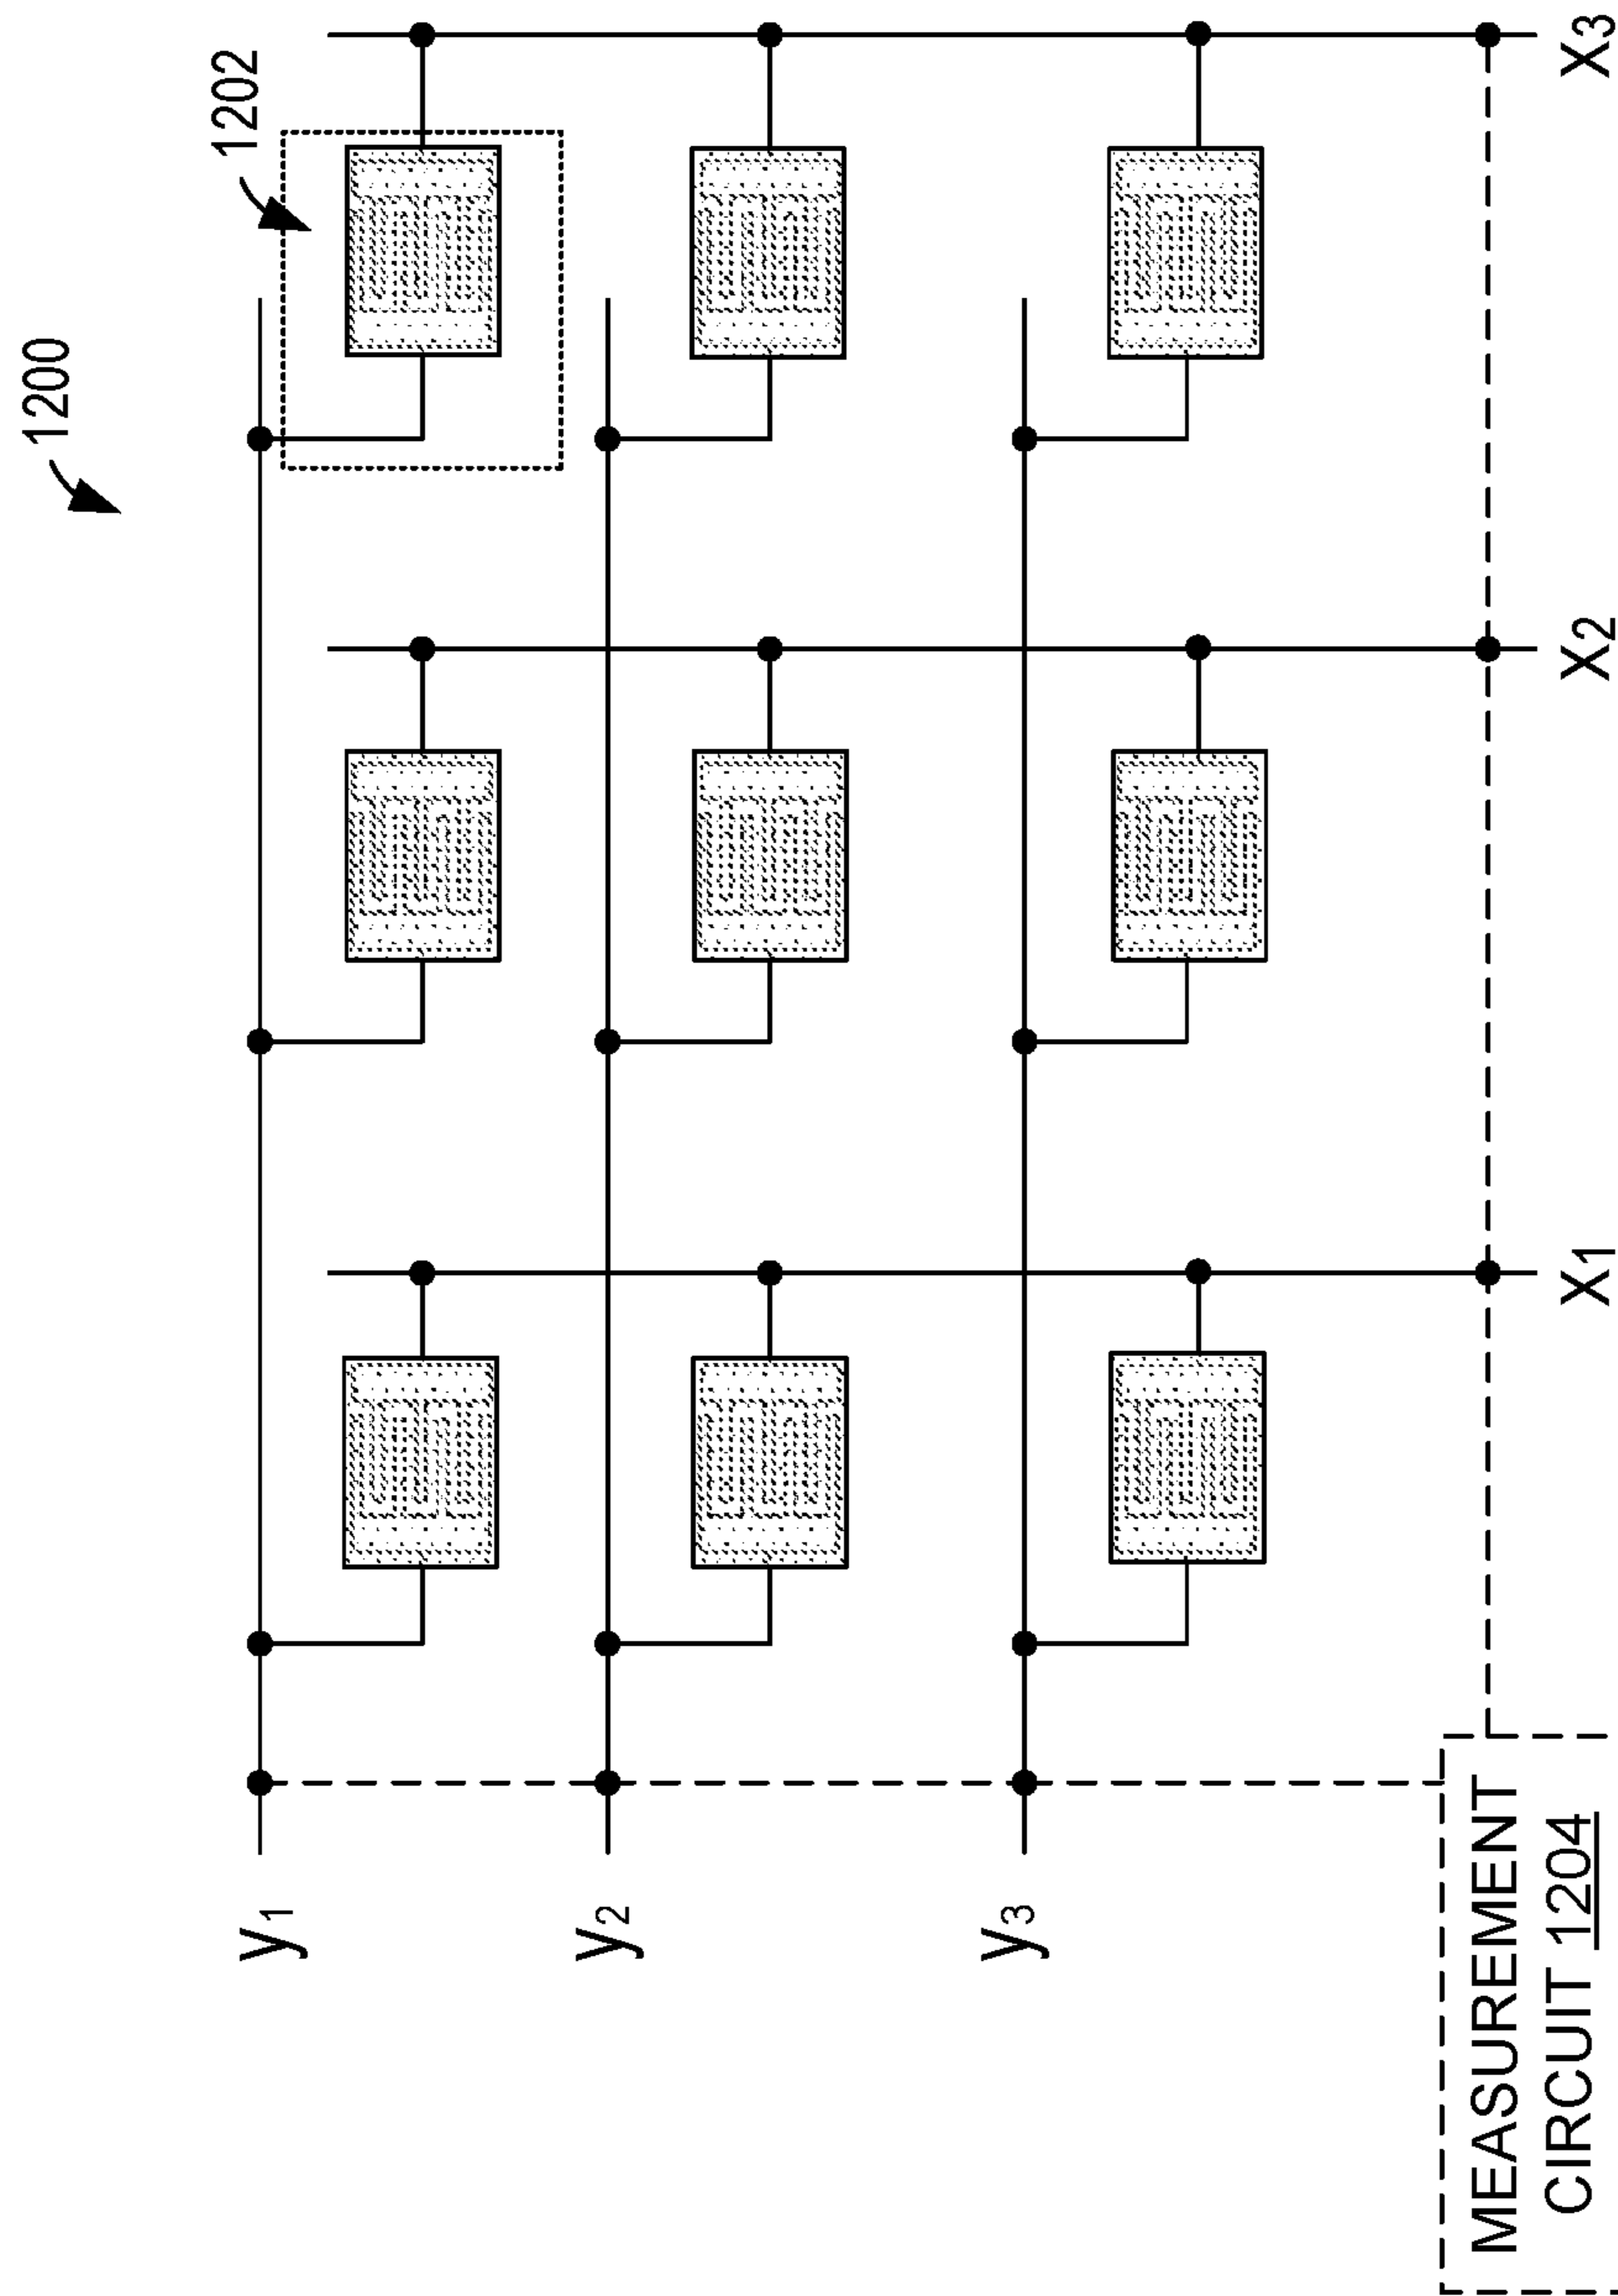 1200
1202
y1
y2
y3
x1
x2
x3
MEASUREMENT
CIRCUIT 1204